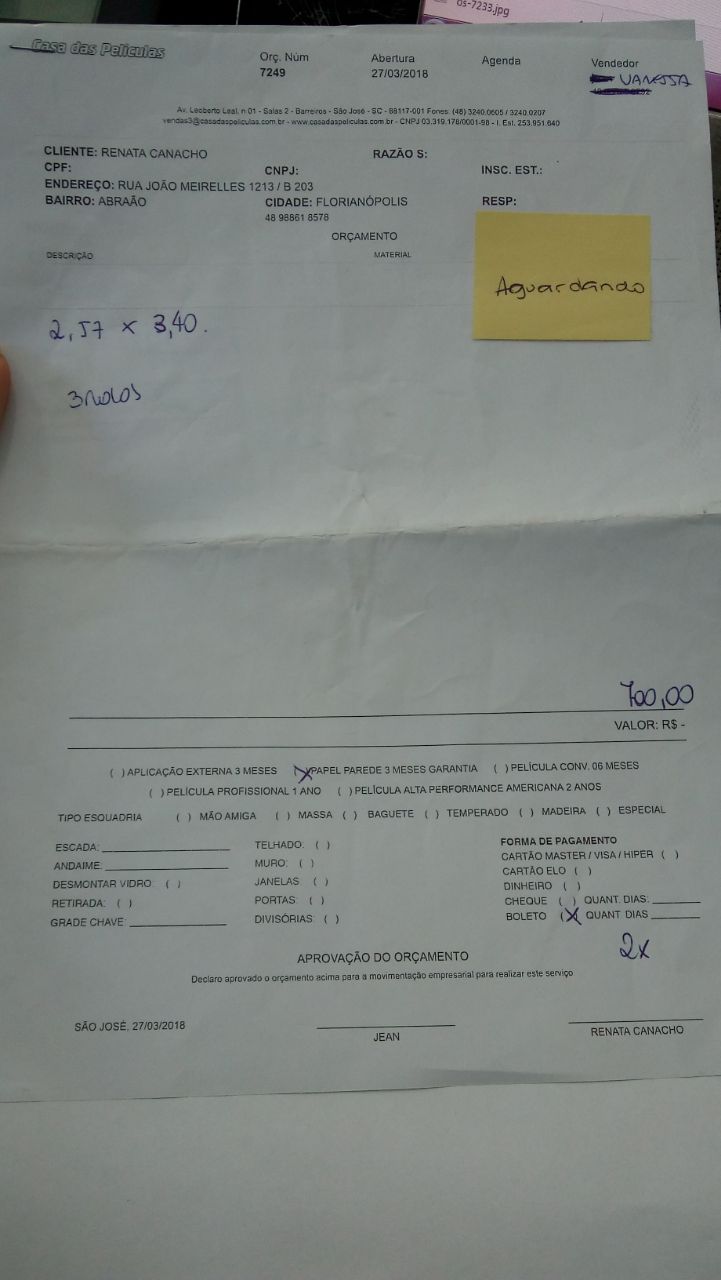 os-7233.jpg
Casa das Películas
Orç. Núm
7249
Abertura
27/03/2018
Agenda
Vendedor
VANESSA
Av. Leoberto Leal, n 01 - Salas 2 - Barreiros - São José - SC - 88117-001 Fones: (48) 3240.0605 / 3240.0207
vendas3@casadaspeliculas.com.br - www.casadaspeliculas.com.br - CNPJ 03.319.178/0001-98 - I. Est. 253.951.640
CLIENTE: RENATA CANACHO RAZÃO S:
CPF: CNPJ: INSC. EST.:
ENDEREÇO: RUA JOÃO MEIRELLES 1213 / B 203
BAIRRO: ABRAÃO CIDADE: FLORIANÓPOLIS RESP:
48 98861 8578
ORÇAMENTO
DESCRIÇÃO MATERIAL
Aguardando
2,57 x 3,40.
3 rolos
700,00
VALOR: R$ -
( ) APLICAÇÃO EXTERNA 3 MESES (X) PAPEL PAREDE 3 MESES GARANTIA ( ) PELÍCULA CONV. 06 MESES
( ) PELÍCULA PROFISSIONAL 1 ANO ( ) PELÍCULA ALTA PERFORMANCE AMERICANA 2 ANOS
TIPO ESQUADRIA ( ) MÃO AMIGA ( ) MASSA ( ) BAGUETE ( ) TEMPERADO ( ) MADEIRA ( ) ESPECIAL
ESCADA:
ANDAIME:
DESMONTAR VIDRO: ( )
RETIRADA: ( )
GRADE CHAVE:
TELHADO: ( )
MURO: ( )
JANELAS ( )
PORTAS: ( )
DIVISÓRIAS: ( )
FORMA DE PAGAMENTO
CARTÃO MASTER / VISA / HIPER ( )
CARTÃO ELO ( )
DINHEIRO ( )
CHEQUE ( ) QUANT. DIAS:
BOLETO (X) QUANT DIAS
2x
APROVAÇÃO DO ORÇAMENTO
Declaro aprovado o orçamento acima para a movimentação empresarial para realizar este serviço
SÃO JOSÉ, 27/03/2018
JEAN
RENATA CANACHO